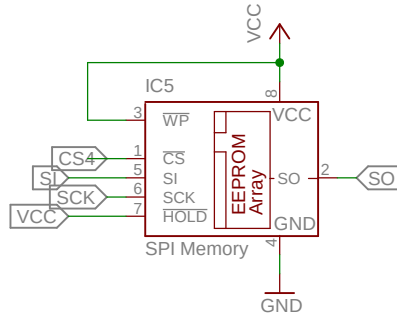 VCC
IC5
8
VCC
3
WP
CS4
1
CS
SI
5
SI
SCK
6
SCK
VCC
7
HOLD
EEPROM
Array
SO
2
SO
GND
4
SPI Memory
GND